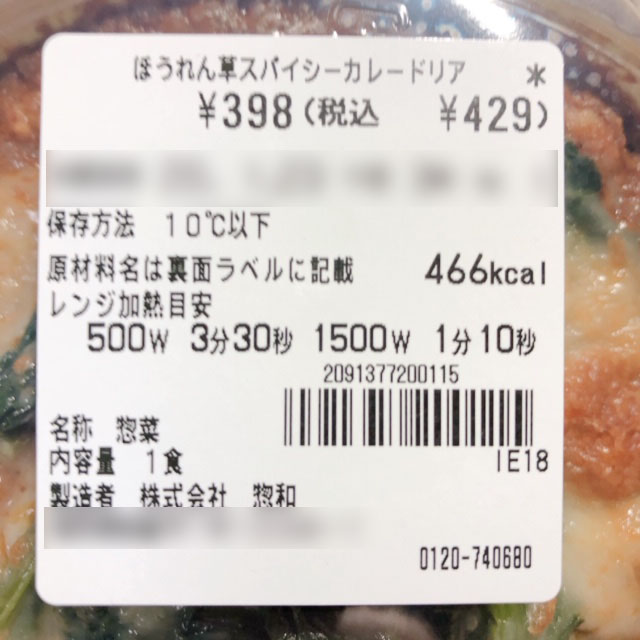 ほうれん草スパイシーカレードリア *
¥398(税込 ¥429)
保存方法 10℃以下
原材料名は裏面ラベルに記載 466kcal
レンジ加熱目安
500W 3分30秒 1500W 1分10秒
2091377200115
名称 惣菜
内容量 1食 IE18
製造者 株式会社 惣和
0120-740680